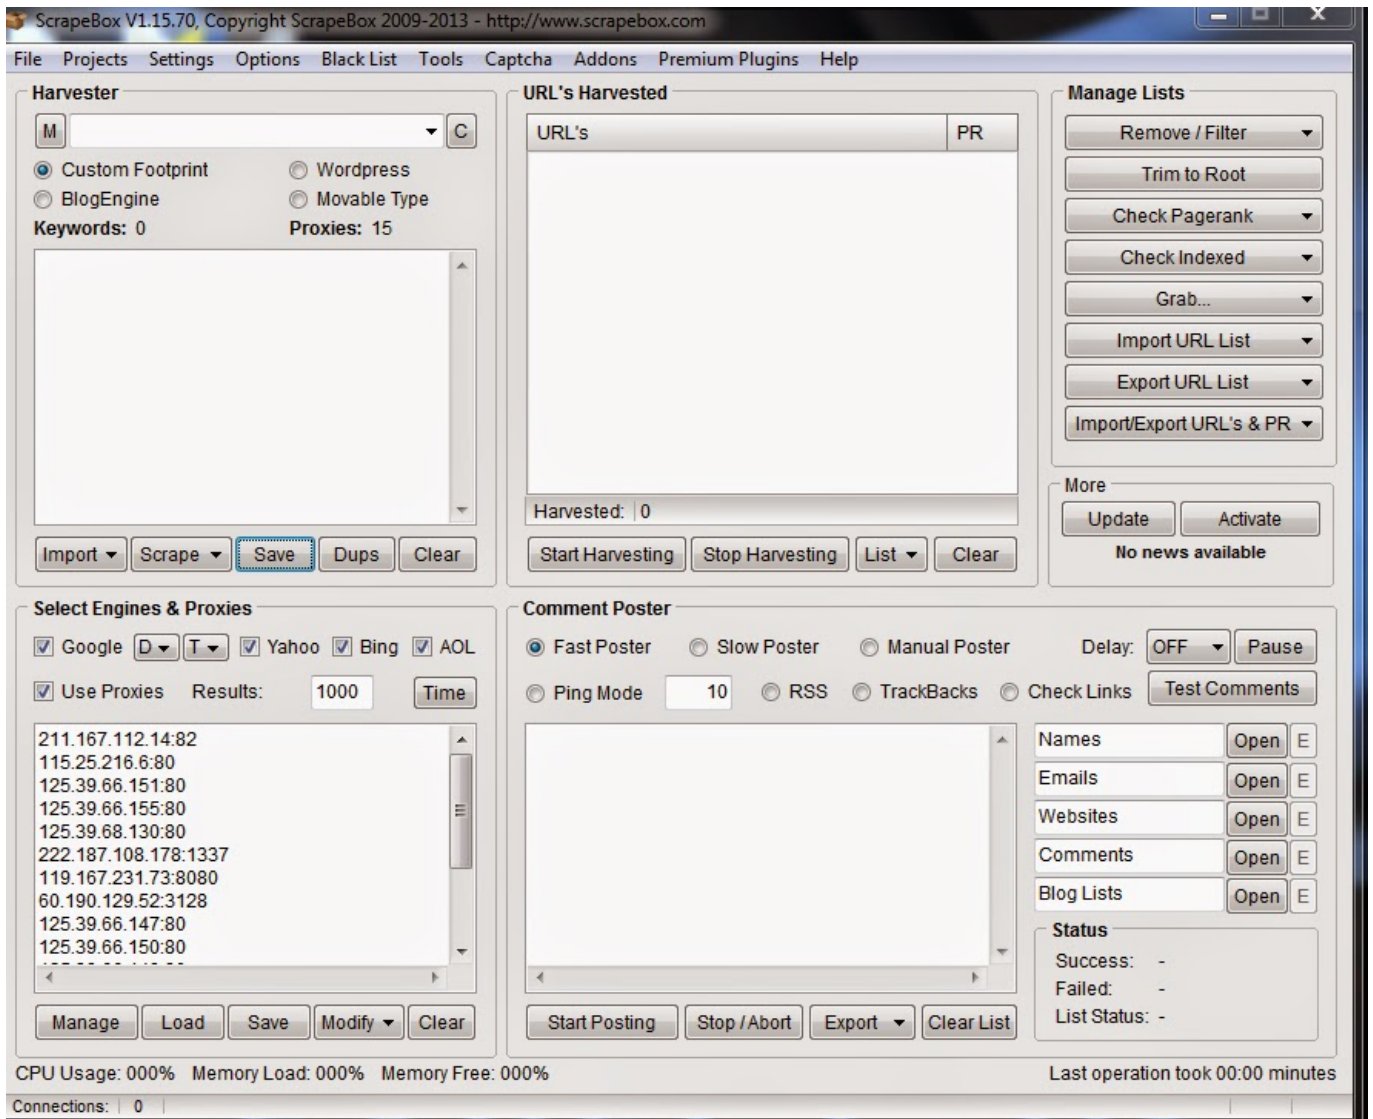 ScrapeBox V1.15.70, Copyright ScrapeBox 2009-2013 - http://www.scrapebox.com
File Projects Settings Options Black List Tools Captcha Addons Premium Plugins Help
Harvester
M C
Custom Footprint Wordpress
BlogEngine Movable Type
Keywords: 0 Proxies: 15
Import Scrape Save Dups Clear
URL's Harvested
URL's PR
Harvested: 0
Start Harvesting Stop Harvesting List Clear
Manage Lists
Remove / Filter
Trim to Root
Check Pagerank
Check Indexed
Grab...
Import URL List
Export URL List
Import/Export URL's & PR
More
Update Activate
No news available
Select Engines & Proxies
Google D T Yahoo Bing AOL
Use Proxies Results: 1000 Time
211.167.112.14:82
115.25.216.6:80
125.39.66.151:80
125.39.66.155:80
125.39.68.130:80
222.187.108.178:1337
119.167.231.73:8080
60.190.129.52:3128
125.39.66.147:80
125.39.66.150:80
Manage Load Save Modify Clear
Comment Poster
Fast Poster Slow Poster Manual Poster Delay: OFF Pause
Ping Mode 10 RSS TrackBacks Check Links Test Comments
Names Open E
Emails Open E
Websites Open E
Comments Open E
Blog Lists Open E
Status
Success: -
Failed: -
List Status: -
Start Posting Stop / Abort Export Clear List
CPU Usage: 000% Memory Load: 000% Memory Free: 000% Last operation took 00:00 minutes
Connections: 0